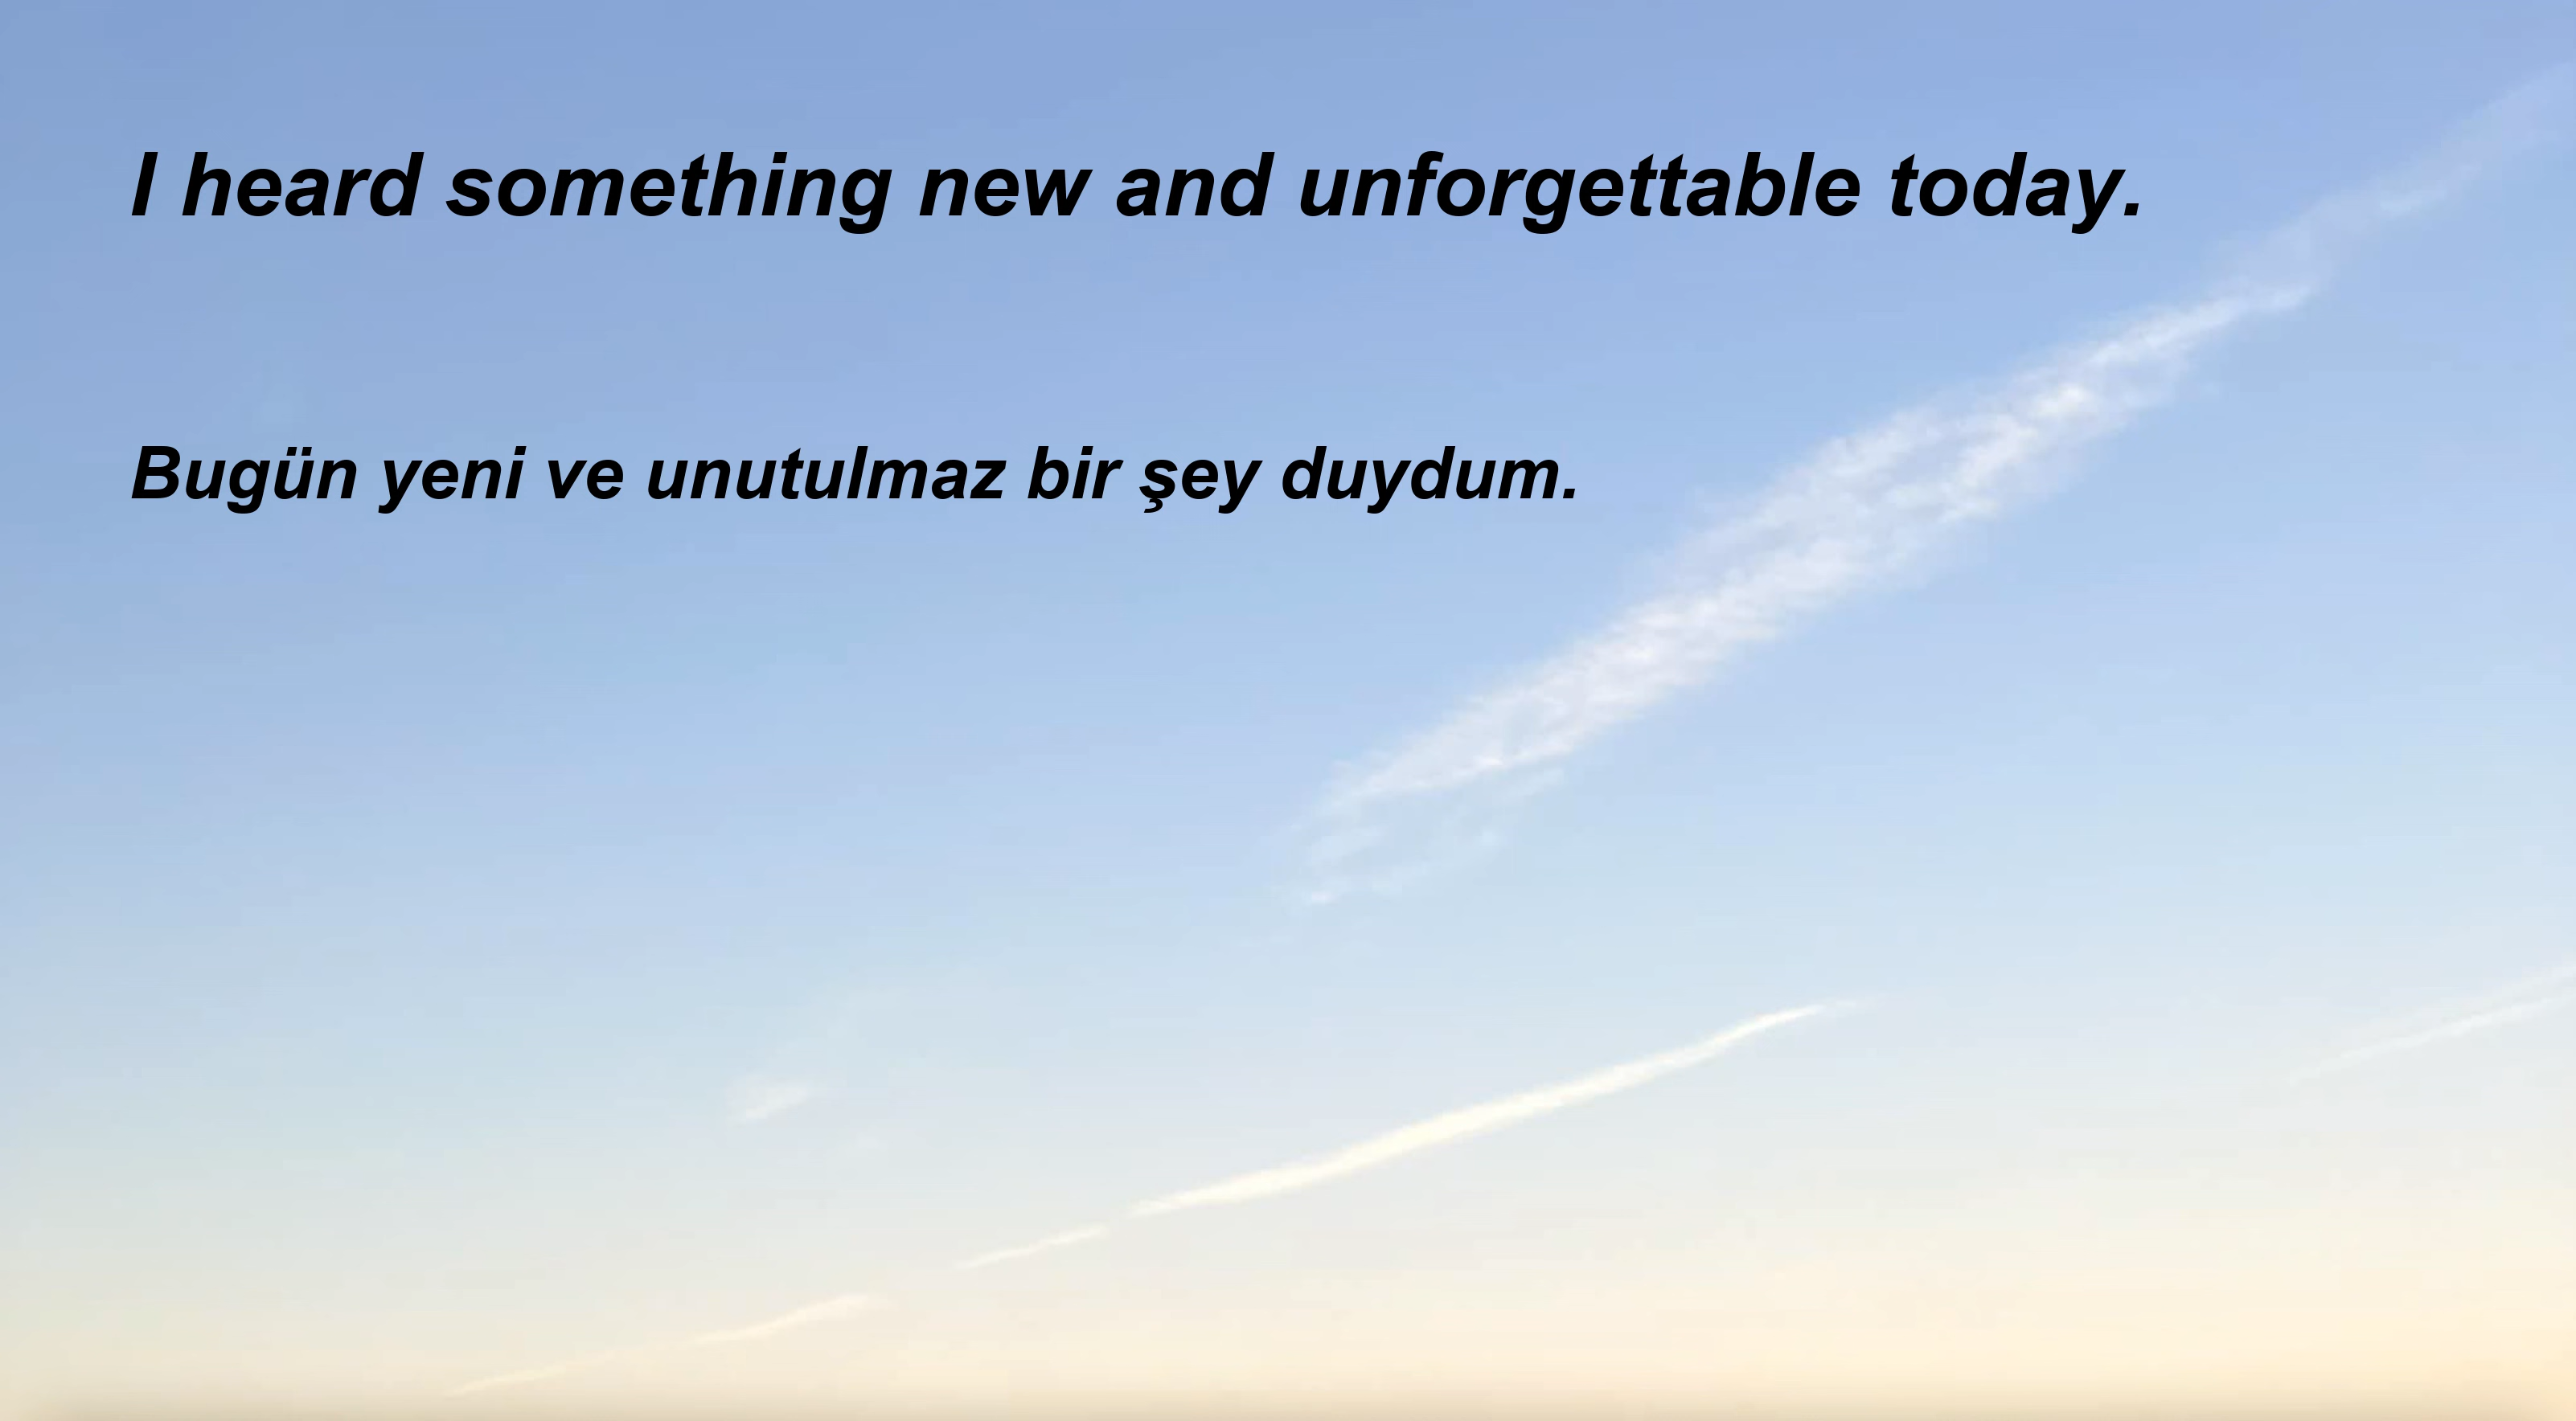 I heard something new and unforgettable today.
Bugün yeni ve unutulmaz bir şey duydum.